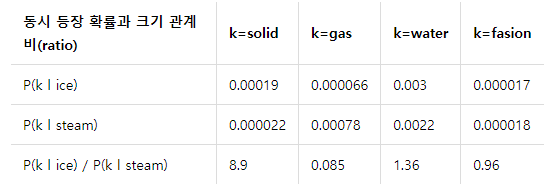 동시 등장 확률과 크기 관계
비(ratio) k=solid k=gas k=water k=fasion
P(k l ice) 0.00019 0.000066 0.003 0.000017
P(k l steam) 0.000022 0.00078 0.0022 0.000018
P(k l ice) / P(k l steam) 8.9 0.085 1.36 0.96